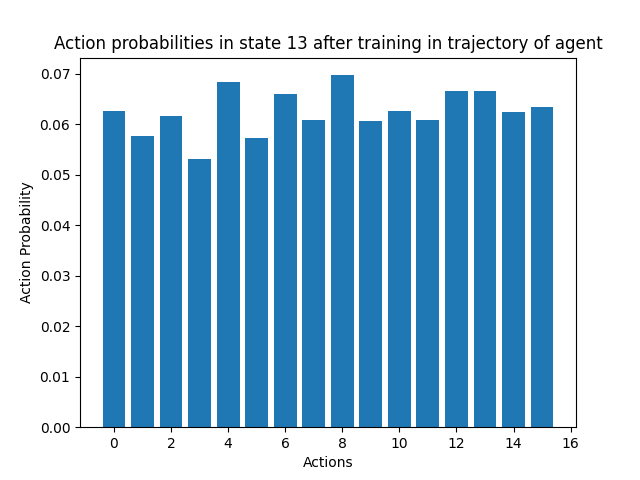 Action probabilities in state 13 after training in trajectory of agent
0.07
0.06
0.05
0.04
0.03
0.02
0.01
0.00
Action Probability
0 2 4 6 8 10 12 14 16
Actions